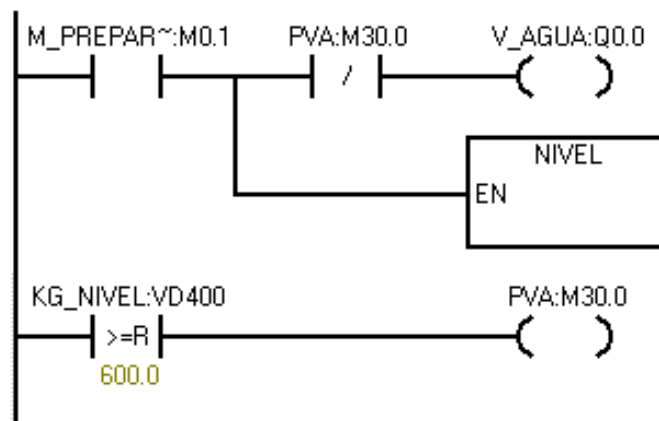 M_PREPAR~:M0.1 PVA:M30.0 V_AGUA:Q0.0
/
NIVEL
EN
KG_NIVEL:VD400 PVA:M30.0
>=R
600.0